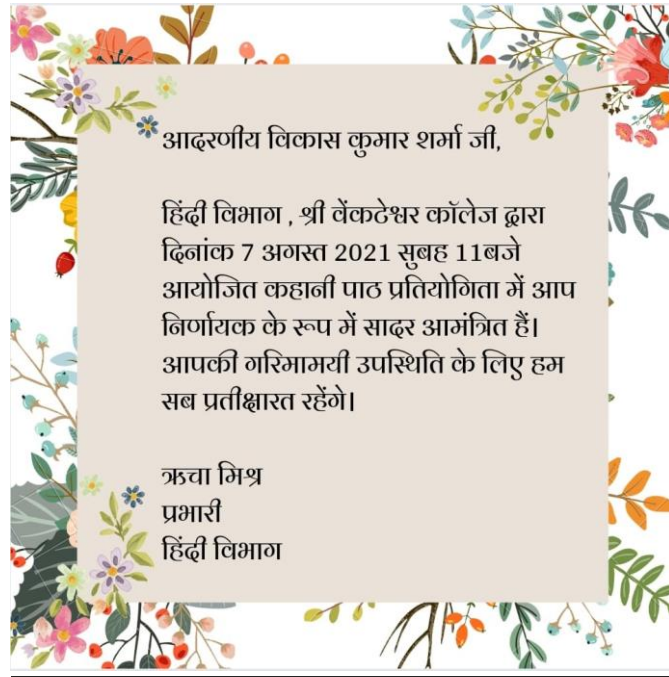 आदरणीय विकास कुमार शर्मा जी,
हिंदी विभाग , श्री वेंकटेश्वर कॉलेज द्वारा
दिनांक 7 अगस्त 2021 सुबह 11बजे
आयोजित कहानी पाठ प्रतियोगिता में आप
निर्णायक के रूप में सादर आमंत्रित हैं।
आपकी गरिमामयी उपस्थिति के लिए हम
सब प्रतीक्षारत रहेंगे।
ऋचा मिश्र
प्रभारी
हिंदी विभाग